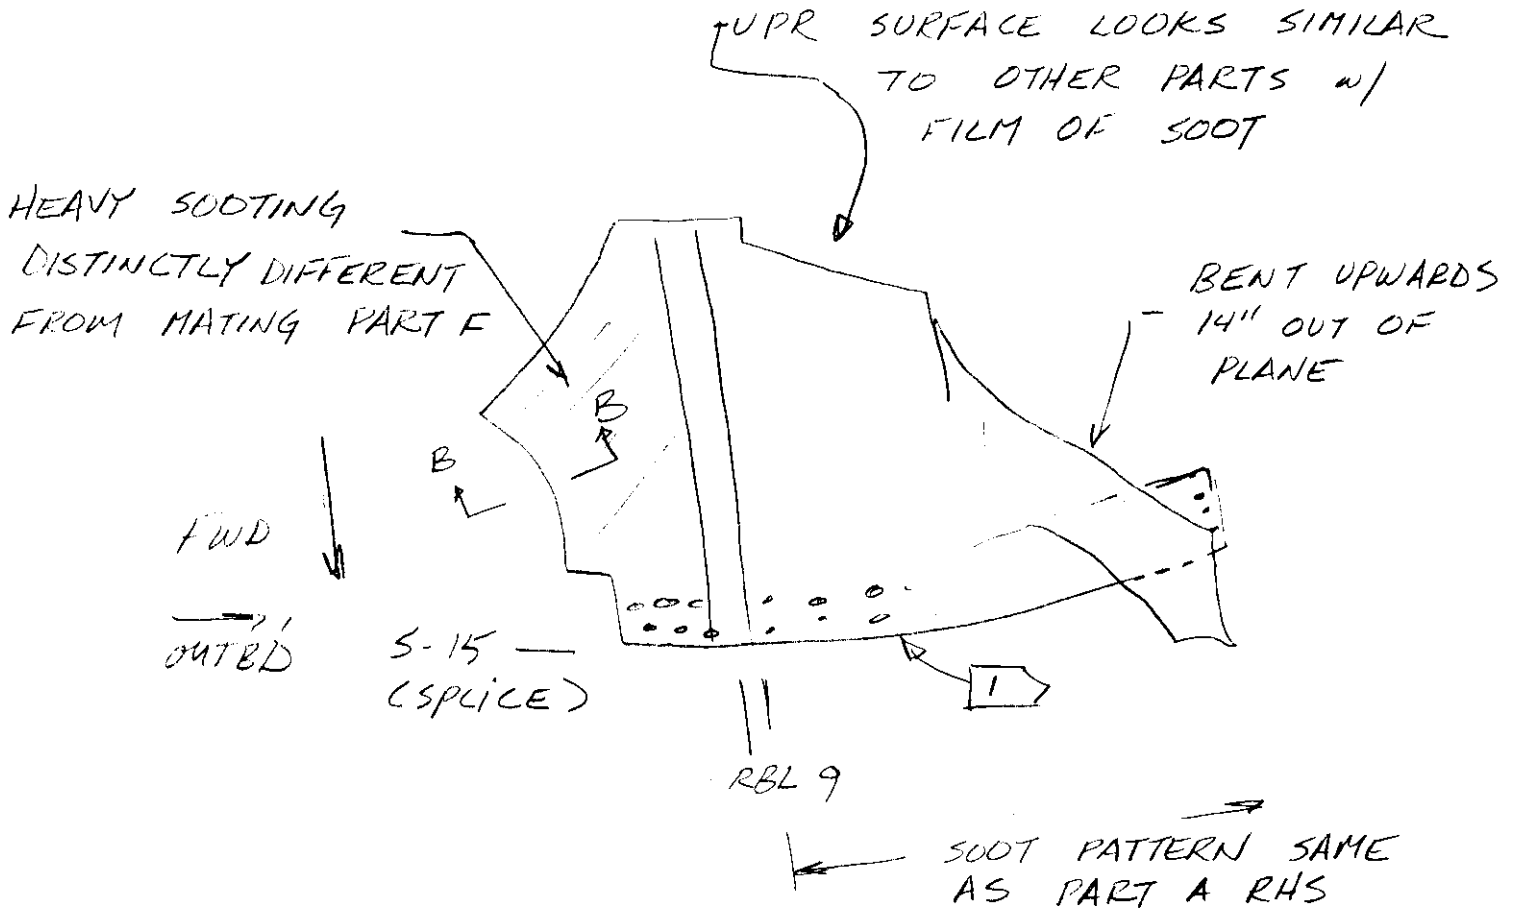 UPR SURFACE LOOKS SIMILAR
TO OTHER PARTS w/
FILM OF SOOT
HEAVY SOOTING
DISTINCTLY DIFFERENT
FROM MATING PART F
BENT UPWARDS
14" OUT OF
PLANE
B
B
FWD
OUTBD
S-15
(SPLICE)
1
RBL 9
SOOT PATTERN SAME
AS PART A RHS